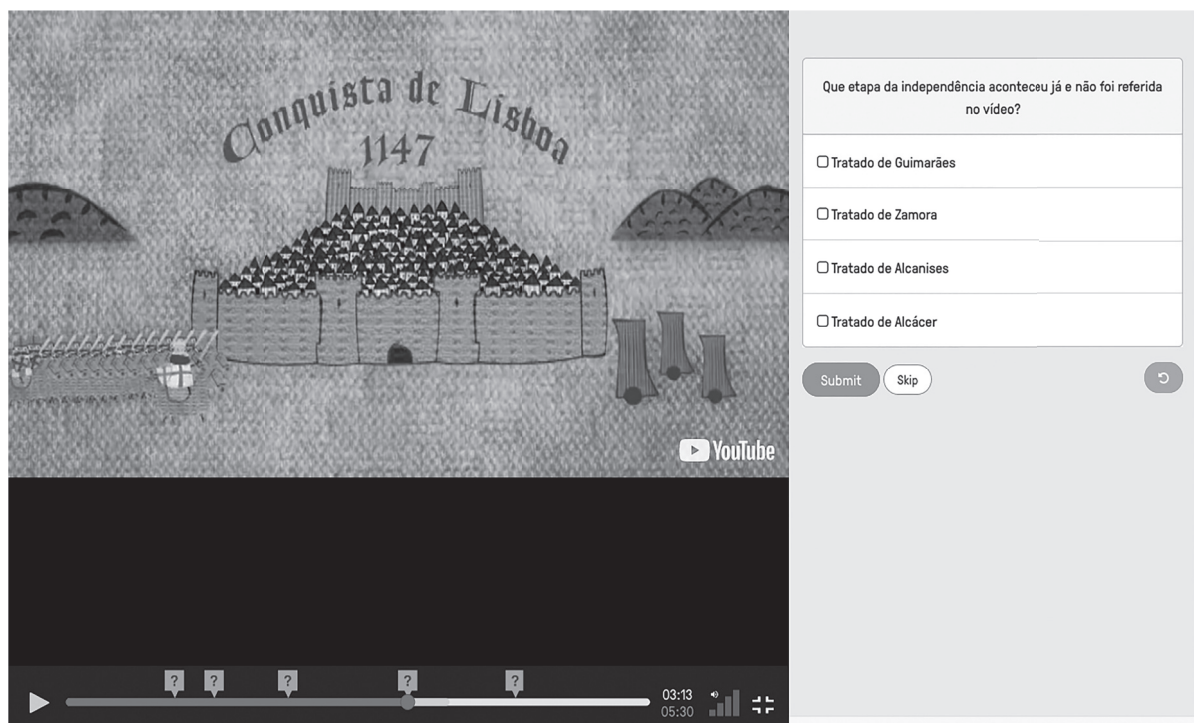 Conquista de Lisboa
1147
YouTube
? ? ? ? ?
03:13
05:30
Que etapa da independência aconteceu já e não foi referida
no vídeo?
Tratado de Guimarães
Tratado de Zamora
Tratado de Alcanises
Tratado de Alcácer
Submit
Skip